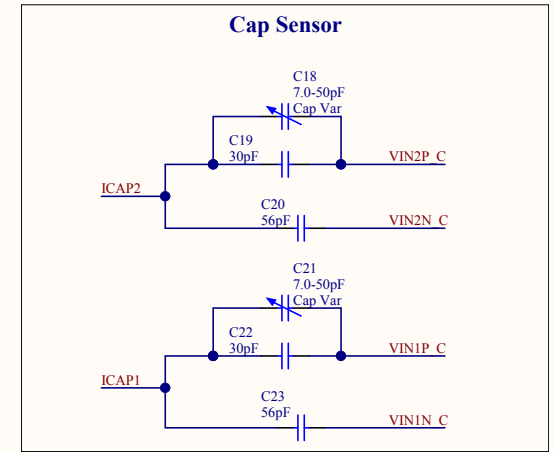 Cap Sensor
C18
7.0-50pF
Cap Var
C19
30pF
VIN2P_C
ICAP2
C20
56pF
VIN2N_C
C21
7.0-50pF
Cap Var
C22
30pF
VIN1P_C
ICAP1
C23
56pF
VIN1N_C